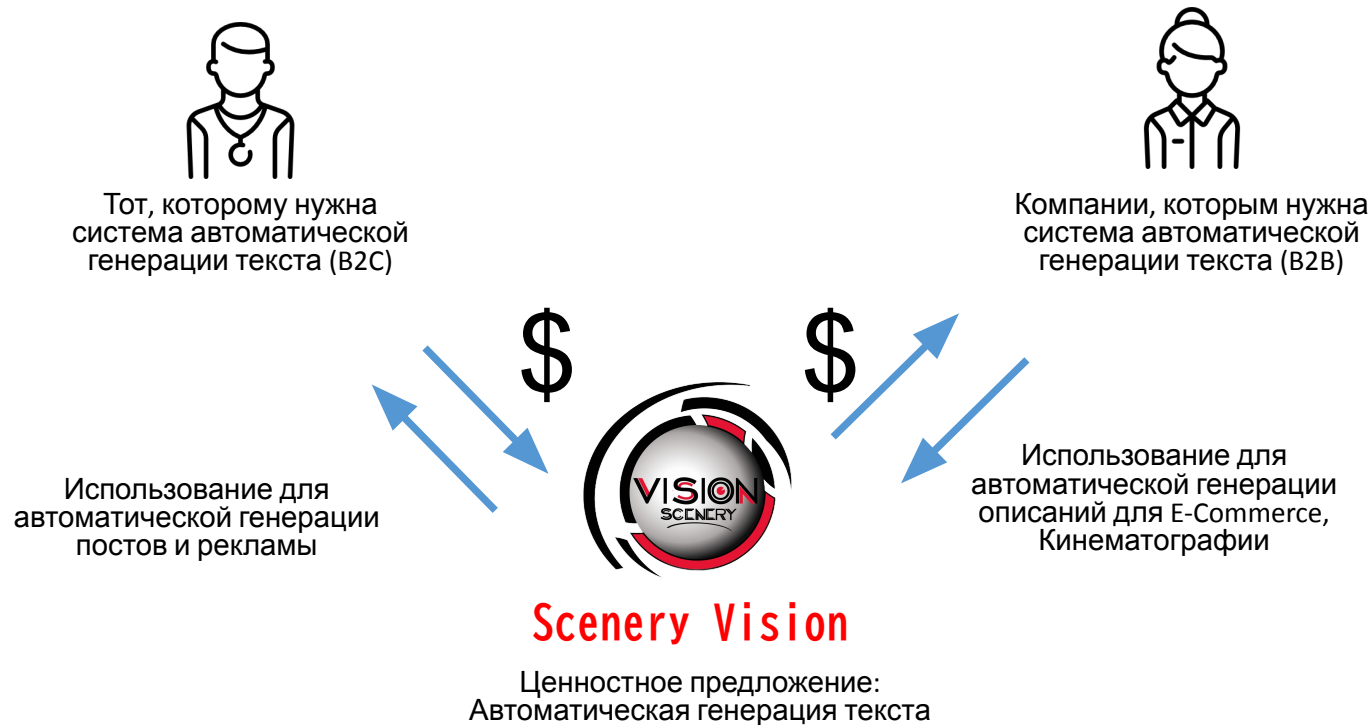 Тот, которому нужна
система автоматической
генерации текста (B2C)
Компании, которым нужна
система автоматической
генерации текста (B2B)
$
$
Использование для
автоматической генерации
постов и рекламы
VISION
SCENERY
Использование для
автоматической генерации
описаний для E-Commerce,
Кинематографии
Scenery Vision
Ценностное предложение:
Автоматическая генерация текста